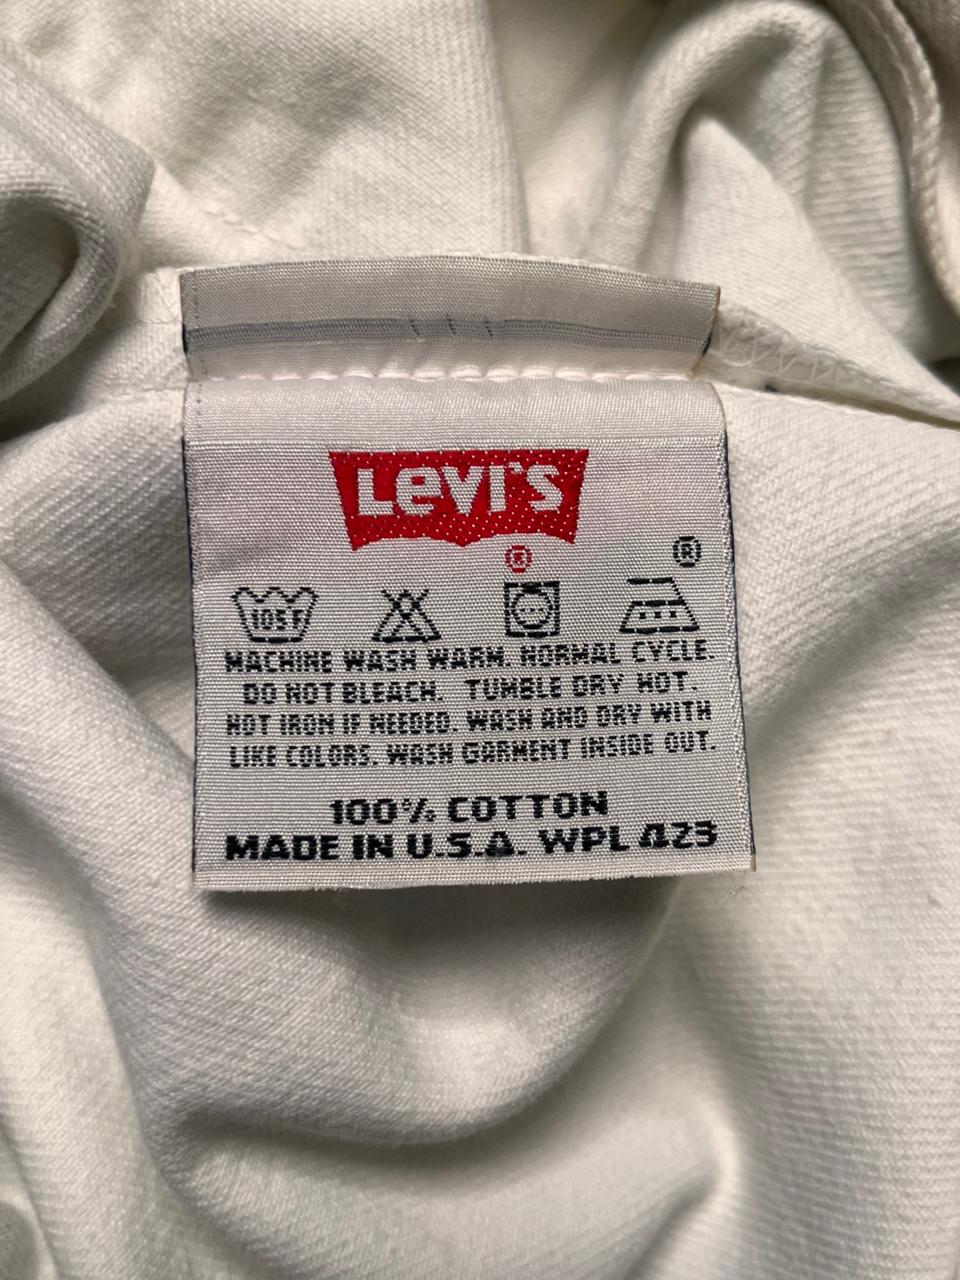 Levi's
®
®
105F
MACHINE WASH WARM. NORMAL CYCLE.
DO NOT BLEACH. TUMBLE DRY HOT.
HOT IRON IF NEEDED. WASH AND DRY WITH
LIKE COLORS. WASH GARMENT INSIDE OUT.
100% COTTON
MADE IN U.S.A. WPL 423